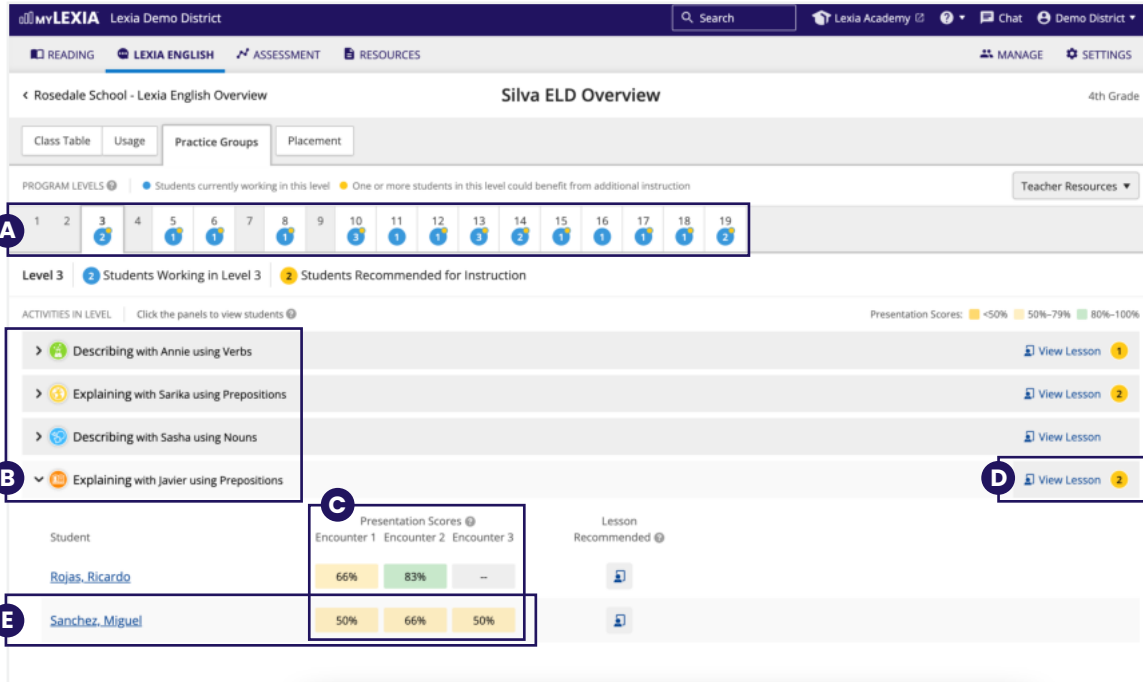 myLEXIA Lexia Demo District Search Lexia Academy ? Chat Demo District
READING LEXIA ENGLISH ASSESSMENT RESOURCES MANAGE SETTINGS
Rosedale School - Lexia English Overview Silva ELD Overview 4th Grade
Class Table Usage Practice Groups Placement
PROGRAM LEVELS ? Students currently working in this level One or more students in this level could benefit from additional instruction Teacher Resources
A 1 2 3 4 5 6 7 8 9 10 11 12 13 14 15 16 17 18 19
2 1 1 1 3 1 1 3 2 1 1 1 1 2
Level 3 2 Students Working in Level 3 2 Students Recommended for Instruction
ACTIVITIES IN LEVEL Click the panels to view students ? Presentation Scores: <50% 50%–79% 80%–100%
Describing with Annie using Verbs View Lesson 1
Explaining with Sarika using Prepositions View Lesson 2
Describing with Sasha using Nouns View Lesson
B Explaining with Javier using Prepositions D View Lesson 2
C
Presentation Scores ? Lesson
Student Encounter 1 Encounter 2 Encounter 3 Recommended ?
Rojas, Ricardo 66% 83% --
E Sanchez, Miguel 50% 66% 50%